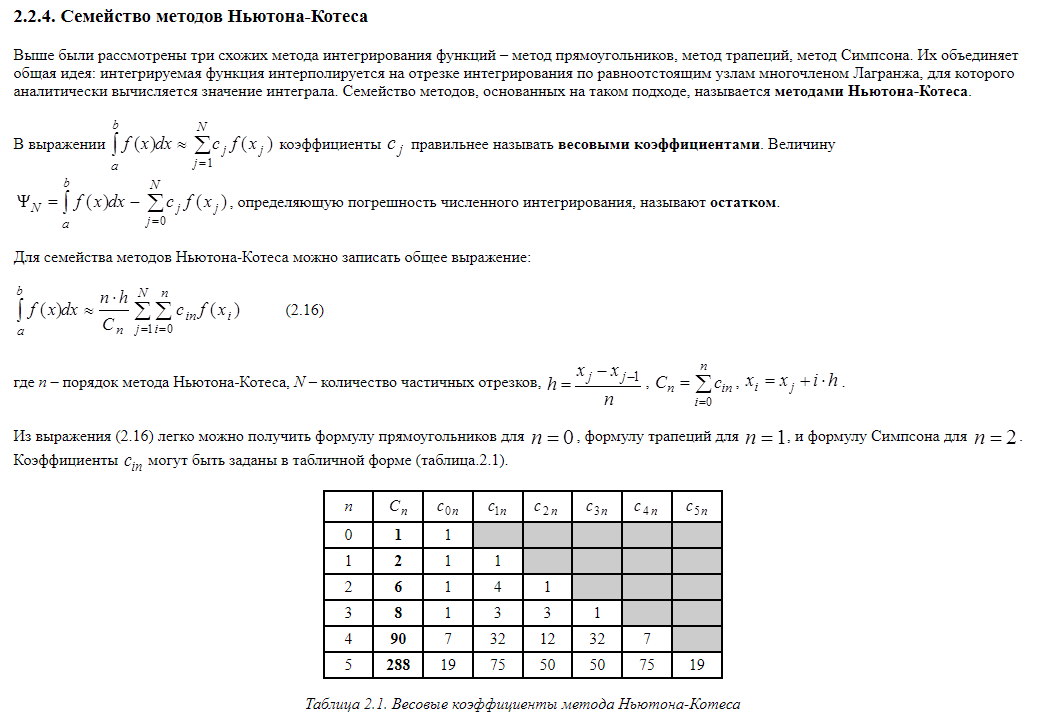 2.2.4. Семейство методов Ньютона-Котеса
Выше были рассмотрены три схожих метода интегрирования функций – метод прямоугольников, метод трапеций, метод Симпсона. Их объединяет
общая идея: интегрируемая функция интерполируется на отрезке интегрирования по равноотстоящим узлам многочленом Лагранжа, для которого
аналитически вычисляется значение интеграла. Семейство методов, основанных на таком подходе, называется методами Ньютона-Котеса.
В выражении \int_{a}^{b} f(x)dx ≈ \sum_{j=1}^{N} c_j f(x_j) коэффициенты c_j правильнее называть весовыми коэффициентами. Величину
Ψ_N = \int_{a}^{b} f(x)dx − \sum_{j=0}^{N} c_j f(x_j), определяющую погрешность численного интегрирования, называют остатком.
Для семейства методов Ньютона-Котеса можно записать общее выражение:
\int_{a}^{b} f(x)dx ≈ \frac{n·h}{C_n} \sum_{j=1}^{N} \sum_{i=0}^{n} c_{in} f(x_i) (2.16)
где n – порядок метода Ньютона-Котеса, N – количество частичных отрезков, h = \frac{x_j − x_{j−1}}{n}, C_n = \sum_{i=0}^{n} c_{in}, x_i = x_j + i·h.
Из выражения (2.16) легко можно получить формулу прямоугольников для n = 0, формулу трапеций для n = 1, и формулу Симпсона для n = 2.
Коэффициенты c_{in} могут быть заданы в табличной форме (таблица.2.1).
n C_n c_{0n} c_{1n} c_{2n} c_{3n} c_{4n} c_{5n}
0 1 1
1 2 1 1
2 6 1 4 1
3 8 1 3 3 1
4 90 7 32 12 32 7
5 288 19 75 50 50 75 19
Таблица 2.1. Весовые коэффициенты метода Ньютона-Котеса